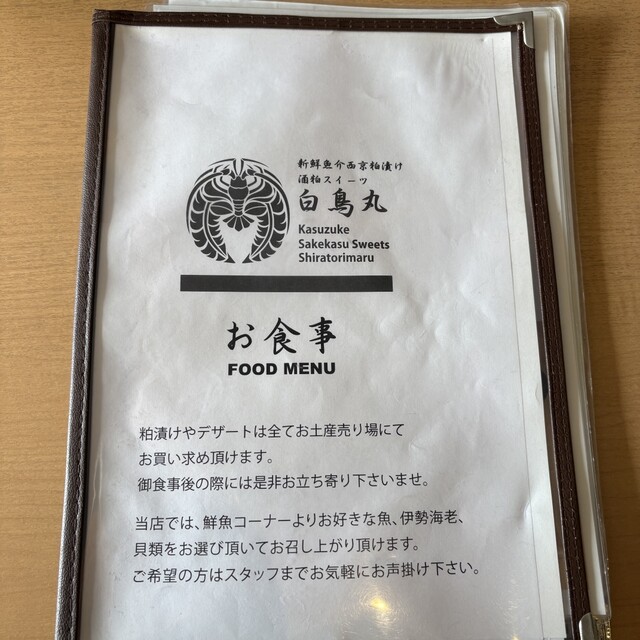 新鮮魚介西京粕漬け
酒粕スイーツ
白鳥丸
Kasuzuke
Sakekasu Sweets
Shiratorimaru
お食事
FOOD MENU
粕漬けやデザートは全てお土産売り場にて
お買い求め頂けます。
御食事後の際には是非お立ち寄り下さいませ。
当店では、鮮魚コーナーよりお好きな魚、伊勢海老、
貝類をお選び頂いてお召し上がり頂けます。
ご希望の方はスタッフまでお気軽にお声掛け下さい。